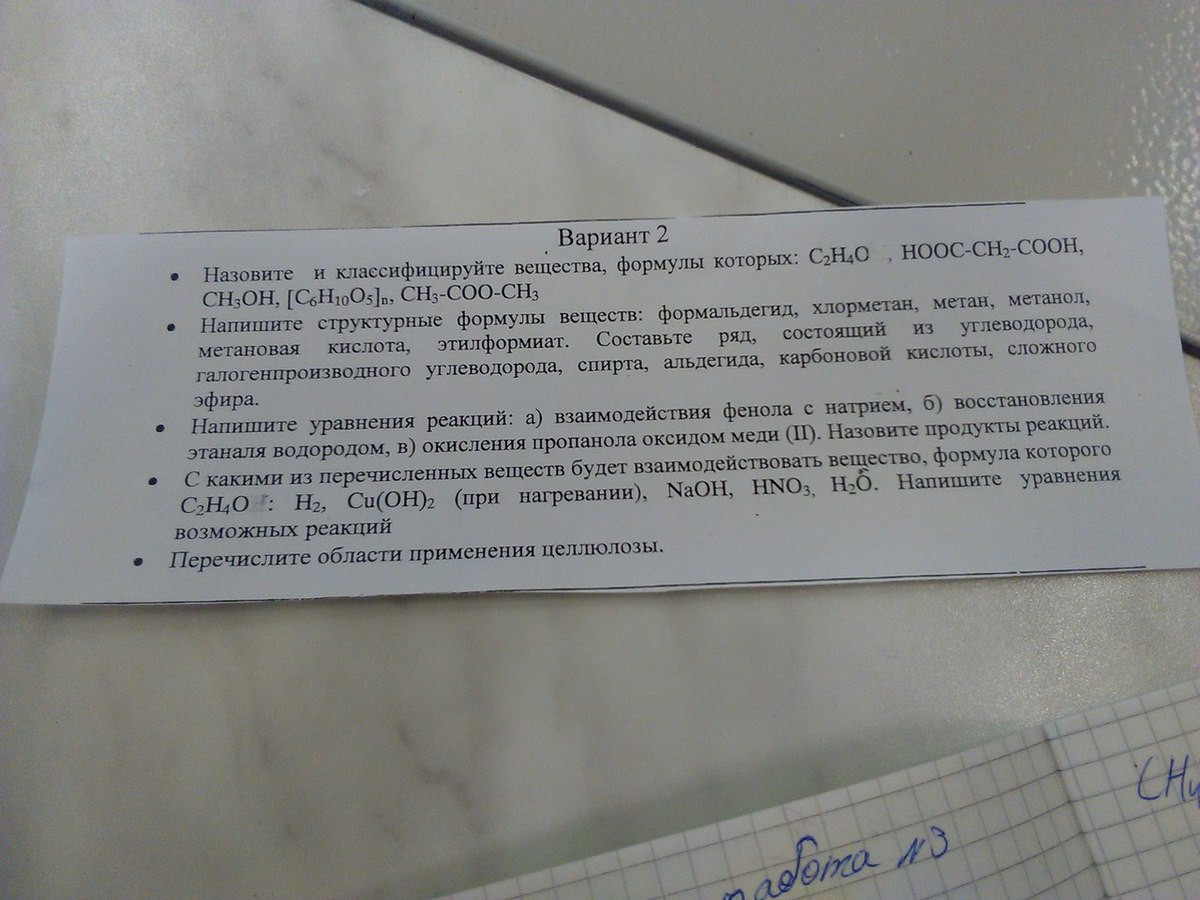 Вариант 2
• Назовите и классифицируйте вещества, формулы которых: C₂H₄O , HOOC-CH₂-COOH,
CH₃OH, [C₆H₁₀O₅]ₙ, CH₃-COO-CH₃
• Напишите структурные формулы веществ: формальдегид, хлорметан, метан, метанол,
метановая кислота, этилформиат. Составьте ряд, состоящий из углеводорода,
галогенпроизводного углеводорода, спирта, альдегида, карбоновой кислоты, сложного
эфира.
• Напишите уравнения реакций: а) взаимодействия фенола с натрием, б) восстановления
этаналя водородом, в) окисления пропанола оксидом меди (II). Назовите продукты реакций.
• С какими из перечисленных веществ будет взаимодействовать вещество, формула которого
C₂H₄O : H₂, Cu(OH)₂ (при нагревании), NaOH, HNO₃, H₂O. Напишите уравнения
возможных реакций
• Перечислите области применения целлюлозы.
(H₄
работа №3